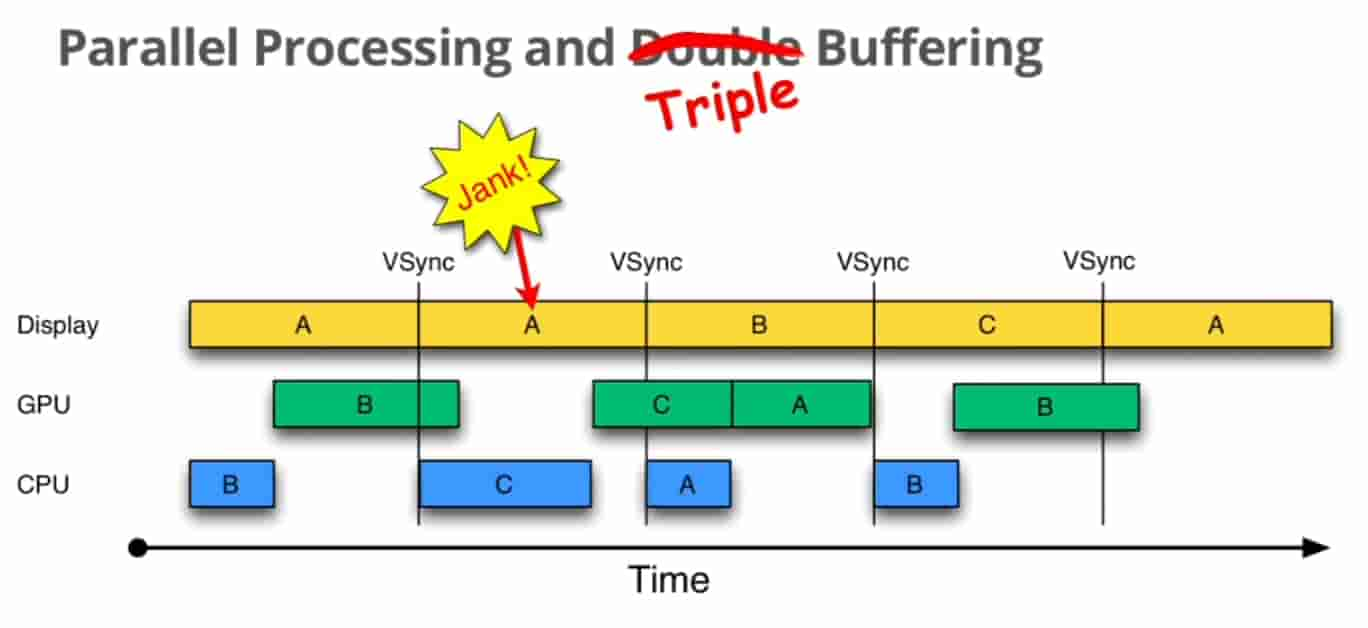 Parallel Processing and Double Buffering
Triple
Jank!
VSync VSync VSync VSync
Display A A B C A
GPU B C A B
CPU B C A B
Time